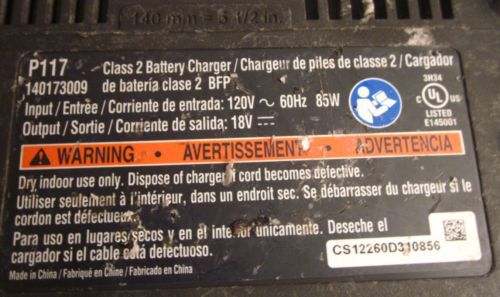 140 mm = 5 1/2 in.
P117 Class 2 Battery Charger / Chargeur de piles de classe 2 / Cargador
140173009 de batería clase 2 BFP
Input / Entrée / Corriente de entrada: 120V ~ 60Hz 85W
Output / Sortie / Corriente de salida: 18V ⎓
3H34
C UL US
LISTED
E145001
WARNING • AVERTISSEMENT • ADVERTENCIA
Dry indoor use only. Dispose of charger if cord becomes defective.
Utiliser seulement à l'intérieur, dans un endroit sec. Se débarrasser du chargeur si le
cordon est défectueux.
Para uso en lugares/secos y en el interior únicamente. Deseche el
cargador si el cable está defectuoso.
Made in China / Fabriqué en Chine / Fabricado en China
CS12260D310856